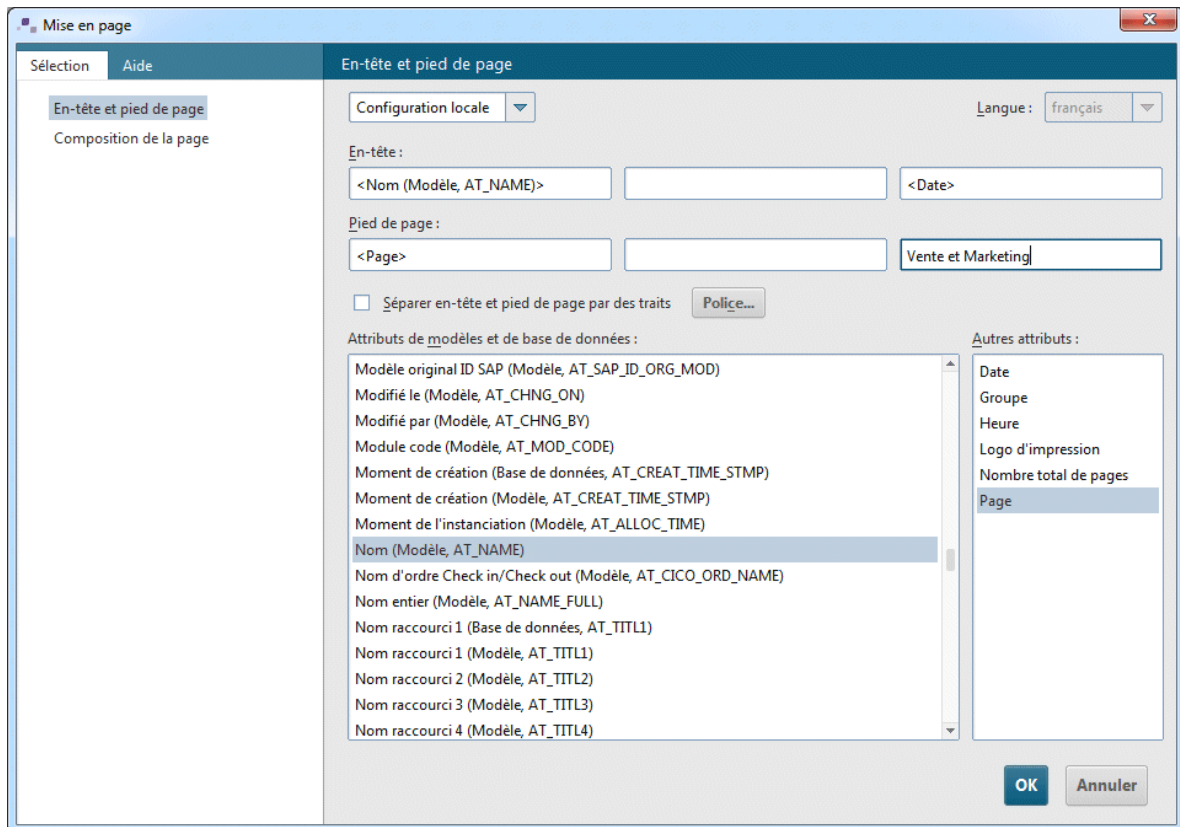 Mise en page
Sélection Aide
En-tête et pied de page
En-tête et pied de page
Composition de la page
Configuration locale
Langue : français
En-tête :
<Nom (Modèle, AT_NAME)> <Date>
Pied de page :
<Page> Vente et Marketing
Séparer en-tête et pied de page par des traits Police...
Attributs de modèles et de base de données :
Modèle original ID SAP (Modèle, AT_SAP_ID_ORG_MOD)
Modifié le (Modèle, AT_CHNG_ON)
Modifié par (Modèle, AT_CHNG_BY)
Module code (Modèle, AT_MOD_CODE)
Moment de création (Base de données, AT_CREAT_TIME_STMP)
Moment de création (Modèle, AT_CREAT_TIME_STMP)
Moment de l'instanciation (Modèle, AT_ALLOC_TIME)
Nom (Modèle, AT_NAME)
Nom d'ordre Check in/Check out (Modèle, AT_CICO_ORD_NAME)
Nom entier (Modèle, AT_NAME_FULL)
Nom raccourci 1 (Base de données, AT_TITL1)
Nom raccourci 1 (Modèle, AT_TITL1)
Nom raccourci 2 (Modèle, AT_TITL2)
Nom raccourci 3 (Modèle, AT_TITL3)
Nom raccourci 4 (Modèle, AT_TITL4)
Autres attributs :
Date
Groupe
Heure
Logo d'impression
Nombre total de pages
Page
OK Annuler